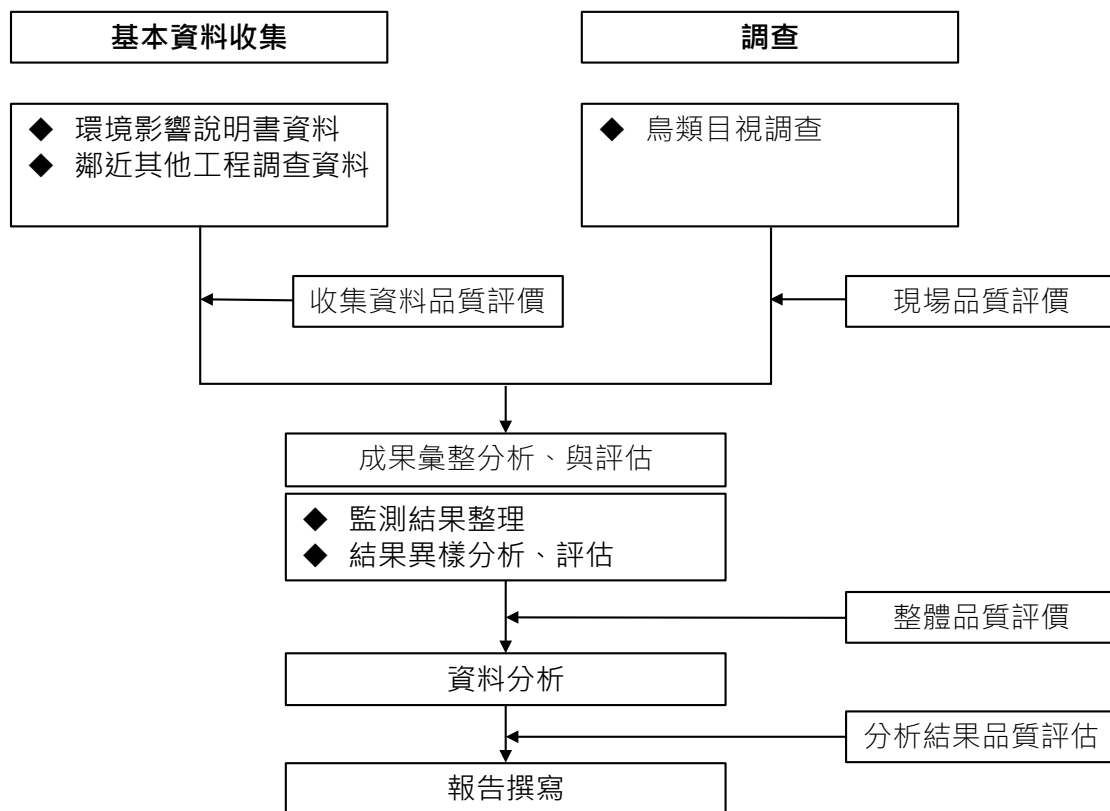 基本資料收集
調查
◆ 環境影響說明書資料
◆ 鄰近其他工程調查資料
◆ 鳥類目視調查
收集資料品質評價
現場品質評價
成果彙整分析、與評估
◆ 監測結果整理
◆ 結果異樣分析、評估
整體品質評價
資料分析
分析結果品質評估
報告撰寫